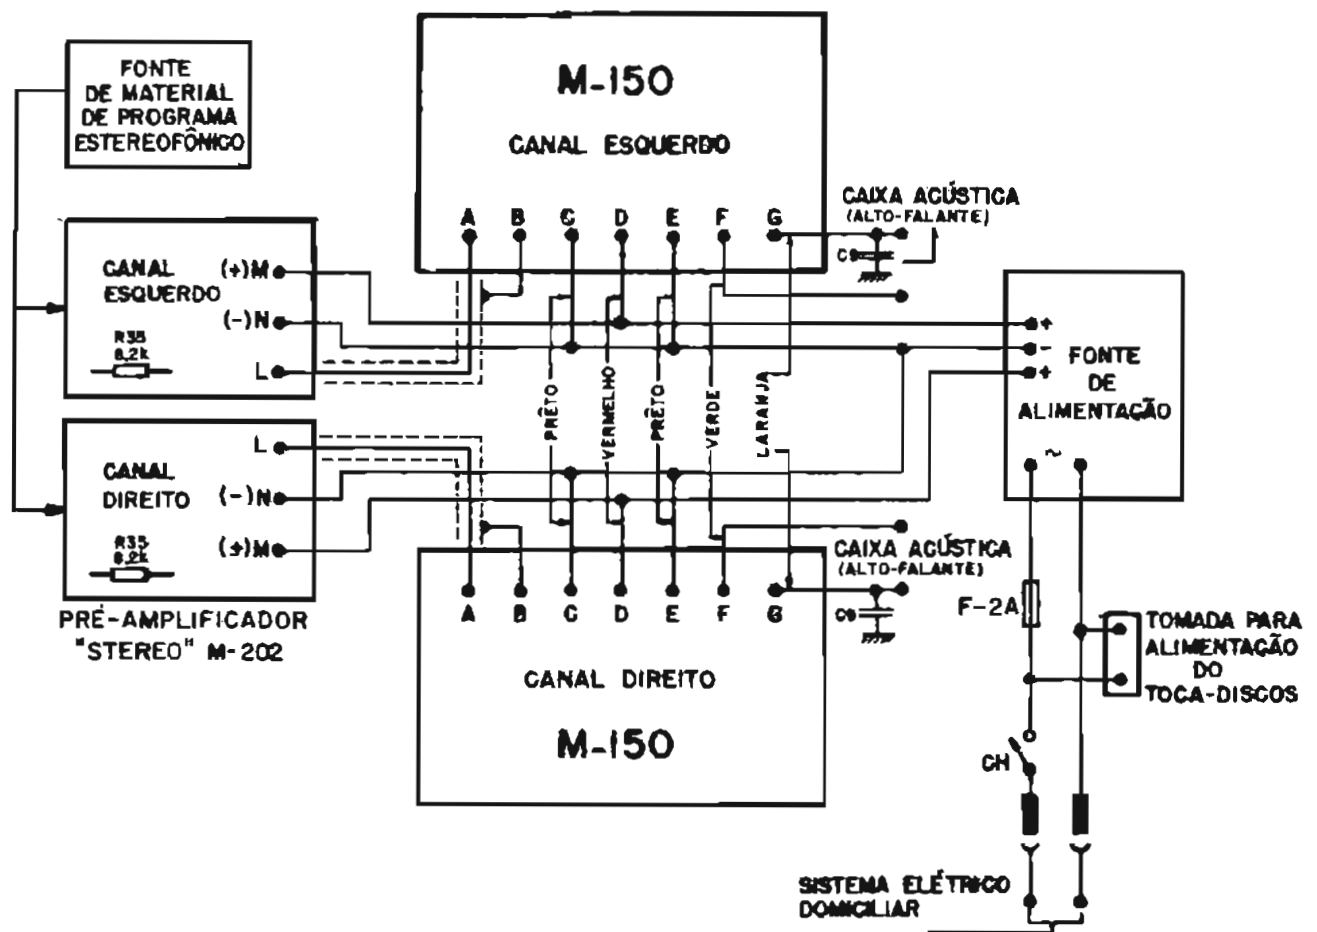 FONTE
DE MATERIAL
DE PROGRAMA
ESTEREOFÔNICO
M-150
CANAL ESQUERDO
A B C D E F G
CAIXA ACÚSTICA
(ALTO-FALANTE)
C9
CANAL
ESQUERDO
(+)M
(-)N
L
R35
8,2k
+
-
+
FONTE
DE
ALIMENTAÇÃO
~
PRÊTO
VERMELHO
PRÊTO
VERDE
LARANJA
CANAL
DIREITO
L
(-)N
(+)M
R35
8,2k
PRÉ-AMPLIFICADOR
"STEREO" M-202
CAIXA ACÚSTICA
(ALTO-FALANTE)
C9
A B C D E F G
CANAL DIREITO
M-150
F-2A
TOMADA PARA
ALIMENTAÇÃO
DO
TOCA-DISCOS
CH
SISTEMA ELÉTRICO
DOMICILIAR